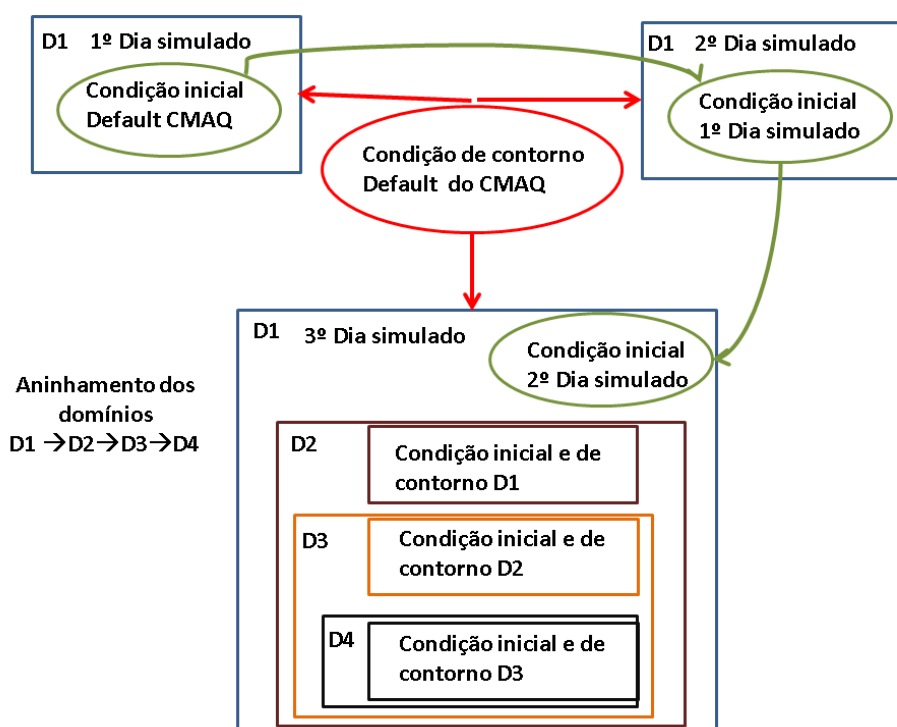 D1 1º Dia simulado
Condição inicial
Default CMAQ
D1 2º Dia simulado
Condição inicial
1º Dia simulado
Condição de contorno
Default do CMAQ
D1 3º Dia simulado
Condição inicial
2º Dia simulado
Aninhamento dos
domínios
D1 →D2→D3→D4
D2
Condição inicial e de
contorno D1
D3
Condição inicial e de
contorno D2
D4
Condição inicial e de
contorno D3